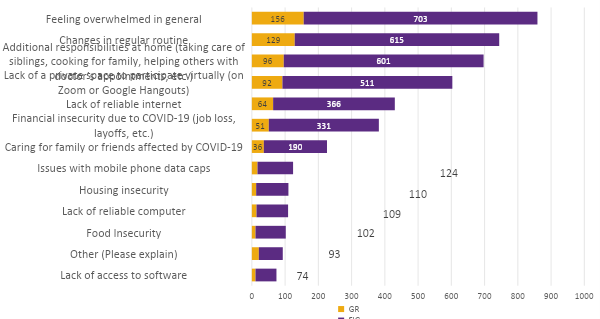 Feeling overwhelmed in general
156 703
Changes in regular routine
129 615
Additional responsibilities at home (taking care of
siblings, cooking for family, helping others with
doctor's appointments, etc.)
96 601
Lack of a private space to participate virtually (on
Zoom or Google Hangouts)
92 511
Lack of reliable internet
64 366
Financial insecurity due to COVID-19 (job loss,
layoffs, etc.)
51 331
Caring for family or friends affected by COVID-19
36 190
Issues with mobile phone data caps
124
Housing insecurity
110
Lack of reliable computer
109
Food Insecurity
102
Other (Please explain)
93
Lack of access to software
74
0 100 200 300 400 500 600 700 800 900 1000
GR